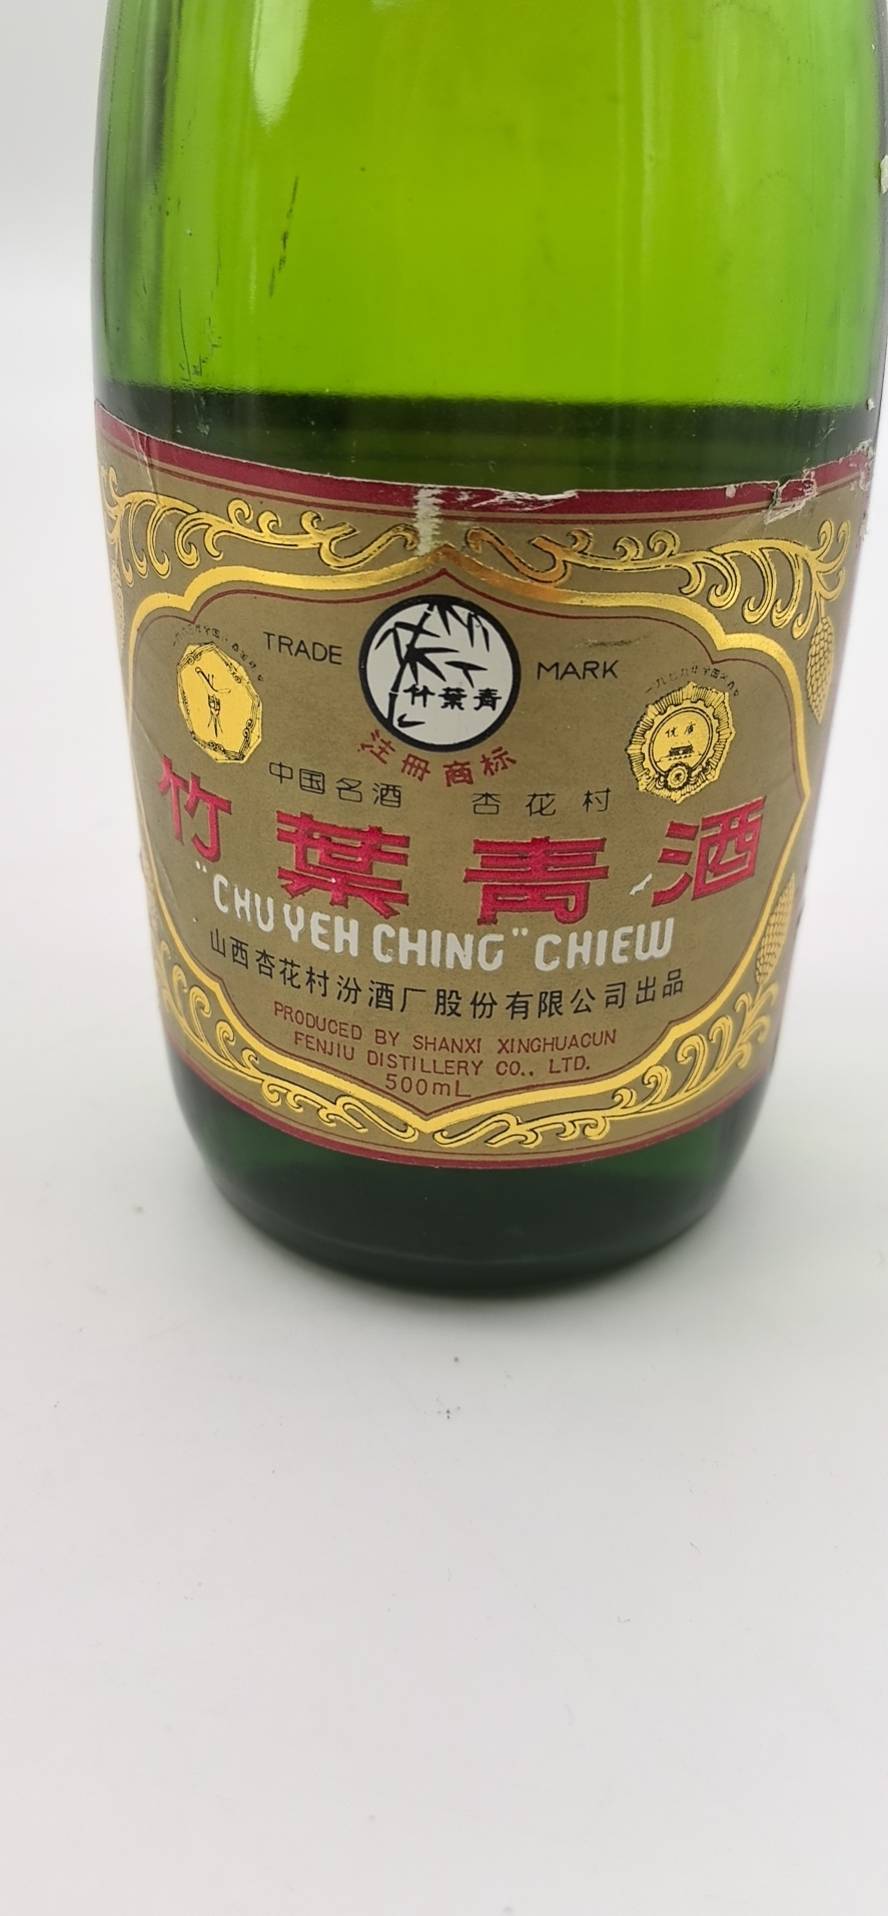 TRADE MARK
竹葉青
注册商标
中国名酒 杏花村
优质
竹葉青酒
"CHU YEH CHING" CHIEW
山西杏花村汾酒厂股份有限公司出品
PRODUCED BY SHANXI XINGHUACUN
FENJIU DISTILLERY CO., LTD.
500mL